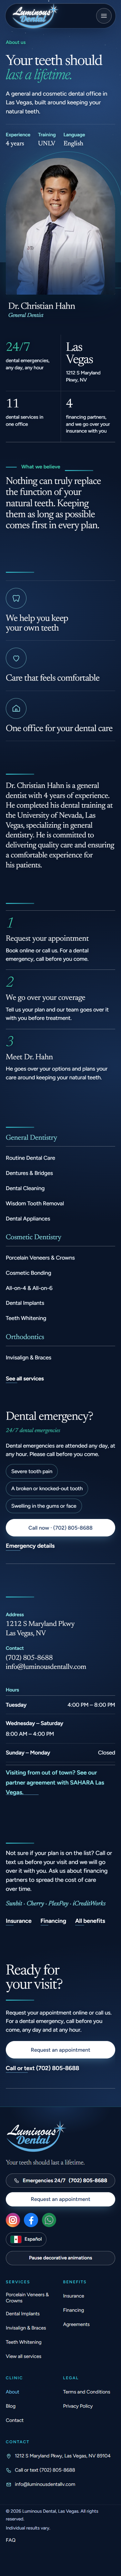 Luminous
Dental
About us
Your teeth should
last a lifetime.
A general and cosmetic dental office in
Las Vegas, built around keeping your
natural teeth.
Experience
4 years
Training
UNLV
Language
English
Dr. Christian Hahn
General Dentist
24/7
dental emergencies,
any day, any hour
Las
Vegas
1212 S Maryland
Pkwy, NV
11
dental services in
one office
4
financing partners,
and we go over your
insurance with you
What we believe
Nothing can truly replace
the function of your
natural teeth. Keeping
them as long as possible
comes first in every plan.
We help you keep
your own teeth
Care that feels comfortable
One office for your dental care
Dr. Christian Hahn is a general
dentist with 4 years of experience.
He completed his dental training at
the University of Nevada, Las
Vegas, specializing in general
dentistry. He is committed to
delivering quality care and ensuring
a comfortable experience for
his patients.
1
Request your appointment
Book online or call us. For a dental
emergency, call before you come.
2
We go over your coverage
Tell us your plan and our team goes over it
with you before treatment.
3
Meet Dr. Hahn
He goes over your options and plans your
care around keeping your natural teeth.
General Dentistry
Routine Dental Care
Dentures & Bridges
Dental Cleaning
Wisdom Tooth Removal
Dental Appliances
Cosmetic Dentistry
Porcelain Veneers & Crowns
Cosmetic Bonding
All-on-4 & All-on-6
Dental Implants
Teeth Whitening
Orthodontics
Invisalign & Braces
See all services
Dental emergency?
24/7 dental emergencies
Dental emergencies are attended any day, at
any hour. Please call before you come.
Severe tooth pain
A broken or knocked-out tooth
Swelling in the gums or face
Call now · (702) 805-8688
Emergency details
Address
1212 S Maryland Pkwy
Las Vegas, NV
Contact
(702) 805-8688
info@luminousdentallv.com
Hours
Tuesday 4:00 PM – 8:00 PM
Wednesday – Saturday
8:00 AM – 4:00 PM
Sunday – Monday Closed
Visiting from out of town? See our
partner agreement with SAHARA Las
Vegas.
Not sure if your plan is on the list? Call or
text us before your visit and we will go
over it with you. Ask us about financing
partners to spread the cost of care
over time.
Sunbit · Cherry · PlexPay · iCreditWorks
Insurance Financing All benefits
Ready for
your visit?
Request your appointment online or call us.
For a dental emergency, call before you
come, any day and at any hour.
Request an appointment
Call or text (702) 805-8688
Luminous
Dental
Your teeth should last a lifetime.
Emergencies 24/7 (702) 805-8688
Request an appointment
Español
Pause decorative animations
SERVICES
Porcelain Veneers &
Crowns
Dental Implants
Invisalign & Braces
Teeth Whitening
View all services
BENEFITS
Insurance
Financing
Agreements
CLINIC
About
Blog
Contact
LEGAL
Terms and Conditions
Privacy Policy
CONTACT
1212 S Maryland Pkwy, Las Vegas, NV 89104
Call or text (702) 805-8688
info@luminousdentallv.com
© 2026 Luminous Dental, Las Vegas. All rights
reserved.
Individual results vary.
FAQ